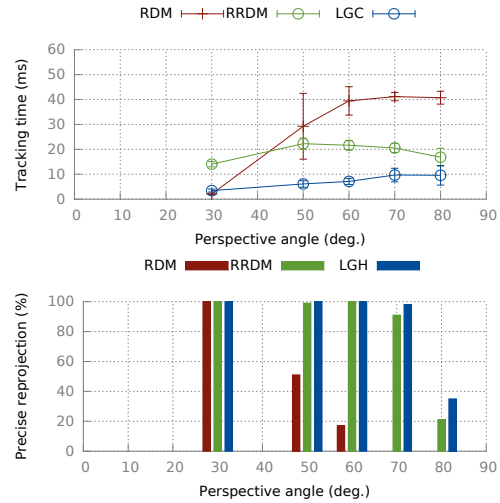 RDM RRDM LGC
Tracking time (ms)
60
50
40
30
20
10
0
0 10 20 30 40 50 60 70 80 90
Perspective angle (deg.)
RDM RRDM LGH
Precise reprojection (%)
100
80
60
40
20
0
0 10 20 30 40 50 60 70 80 90
Perspective angle (deg.)